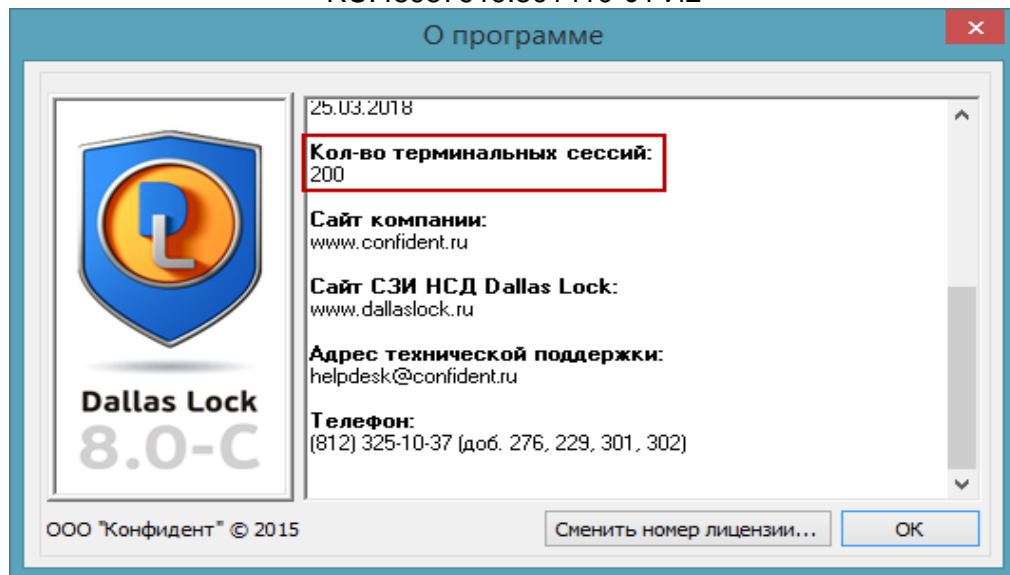 О программе
25.03.2018
Кол-во терминальных сессий:
200
Сайт компании:
www.confident.ru
Сайт СЗИ НСД Dallas Lock:
www.dallaslock.ru
Адрес технической поддержки:
helpdesk@confident.ru
Телефон:
(812) 325-10-37 (доб. 276, 229, 301, 302)
DL
Dallas Lock
8.0-C
ООО "Конфидент" © 2015
Сменить номер лицензии...
ОК